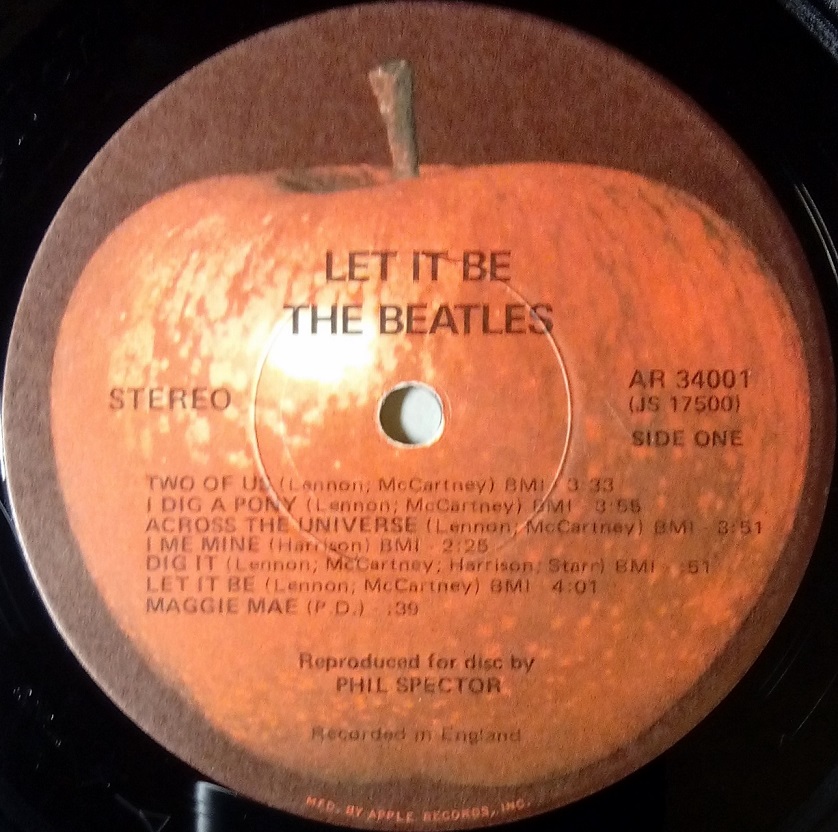 LET IT BE
THE BEATLES
STEREO
AR 34001
(JS 17500)
SIDE ONE
TWO OF US (Lennon; McCartney) BMI · 3:33
I DIG A PONY (Lennon; McCartney) BMI · 3:55
ACROSS THE UNIVERSE (Lennon; McCartney) BMI · 3:51
I ME MINE (Harrison) BMI · 2:25
DIG IT (Lennon; McCartney; Harrison; Starr) BMI · :51
LET IT BE (Lennon; McCartney) BMI · 4:01
MAGGIE MAE (P.D.) · :39
Reproduced for disc by
PHIL SPECTOR
Recorded in England
MFD. BY APPLE RECORDS, INC.